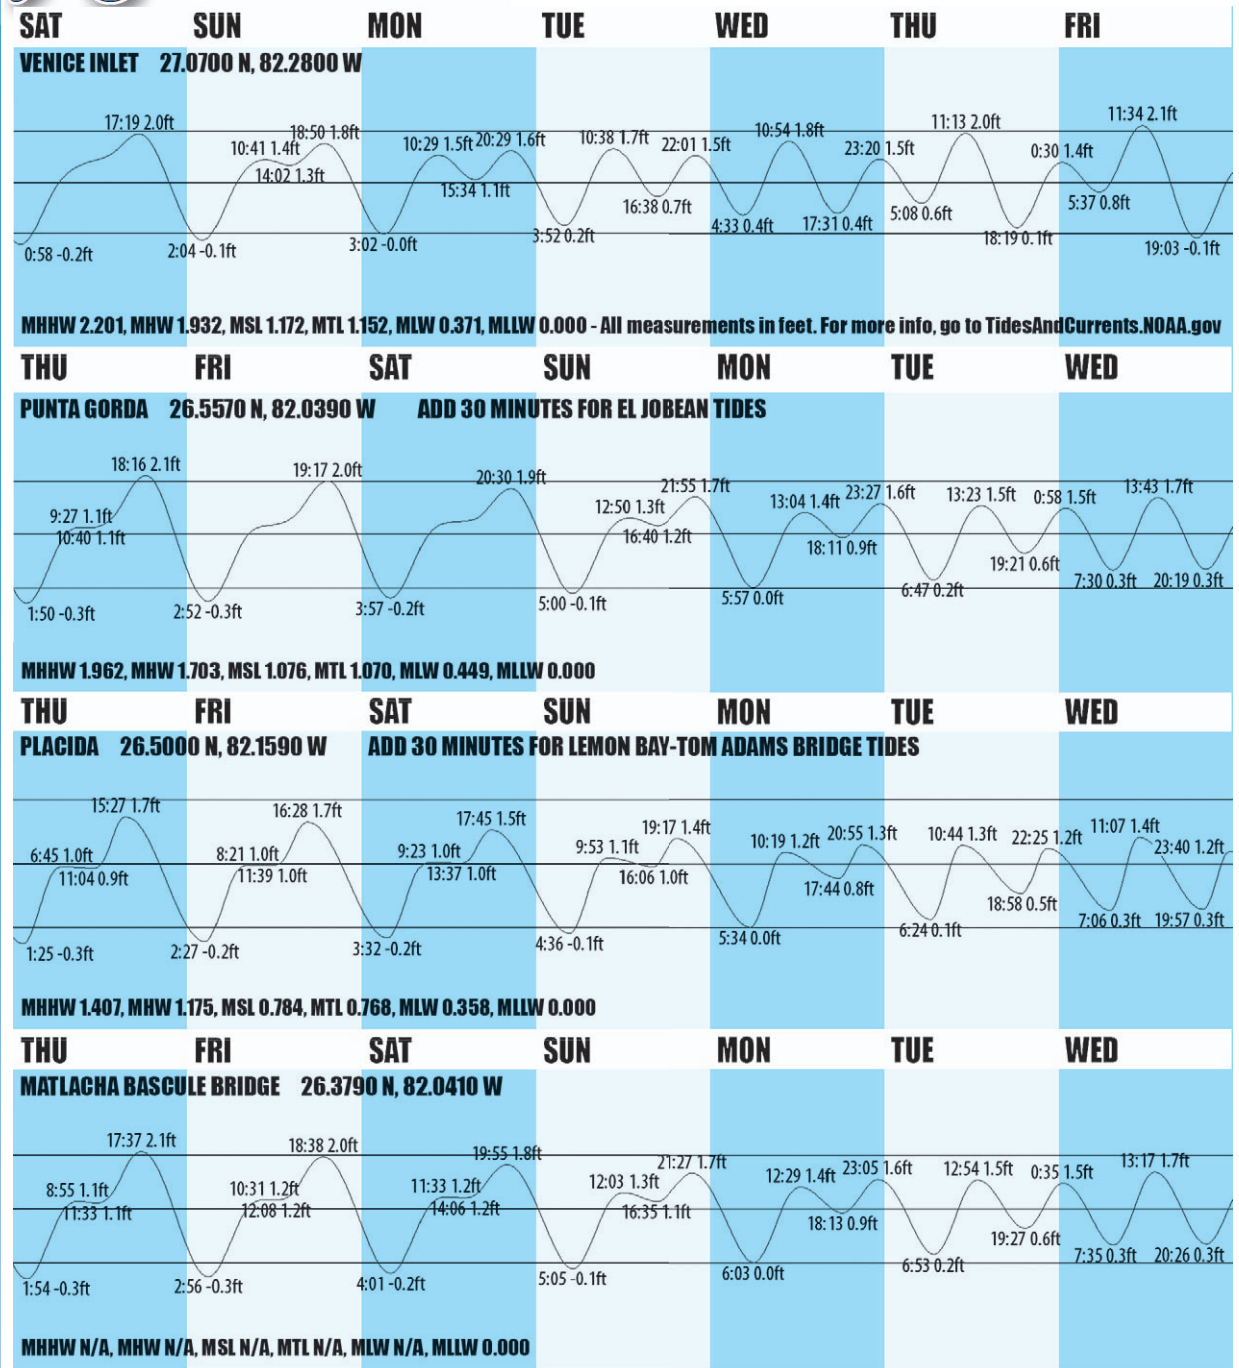 SAT SUN MON TUE WED THU FRI
VENICE INLET 27.0700 N, 82.2800 W
17:19 2.0ft 18:50 1.8ft 10:41 1.4ft 14:02 1.3ft 10:29 1.5ft 20:29 1.6ft 15:34 1.1ft 10:38 1.7ft 22:01 1.5ft 16:38 0.7ft 10:54 1.8ft 23:20 1.5ft 11:13 2.0ft 0:30 1.4ft 11:34 2.1ft
0:58 -0.2ft 2:04 -0.1ft 3:02 -0.0ft 3:52 0.2ft 4:33 0.4ft 17:31 0.4ft 5:08 0.6ft 18:19 0.1ft 5:37 0.8ft 19:03 -0.1ft
MHHW 2.201, MHW 1.932, MSL 1.172, MTL 1.152, MLW 0.371, MLLW 0.000 - All measurements in feet. For more info, go to TidesAndCurrents.NOAA.gov
THU FRI SAT SUN MON TUE WED
PUNTA GORDA 26.5570 N, 82.0390 W ADD 30 MINUTES FOR EL JOBEAN TIDES
18:16 2.1ft 9:27 1.1ft 10:40 1.1ft 19:17 2.0ft 20:30 1.9ft 12:50 1.3ft 21:55 1.7ft 16:40 1.2ft 13:04 1.4ft 23:27 1.6ft 18:11 0.9ft 13:23 1.5ft 0:58 1.5ft 13:43 1.7ft
1:50 -0.3ft 2:52 -0.3ft 3:57 -0.2ft 5:00 -0.1ft 5:57 0.0ft 6:47 0.2ft 19:21 0.6ft 7:30 0.3ft 20:19 0.3ft
MHHW 1.962, MHW 1.703, MSL 1.076, MTL 1.070, MLW 0.449, MLLW 0.000
THU FRI SAT SUN MON TUE WED
PLACIDA 26.5000 N, 82.1590 W ADD 30 MINUTES FOR LEMON BAY-TOM ADAMS BRIDGE TIDES
15:27 1.7ft 6:45 1.0ft 11:04 0.9ft 16:28 1.7ft 8:21 1.0ft 11:39 1.0ft 17:45 1.5ft 9:23 1.0ft 13:37 1.0ft 9:53 1.1ft 19:17 1.4ft 16:06 1.0ft 10:19 1.2ft 20:55 1.3ft 17:44 0.8ft 10:44 1.3ft 22:25 1.2ft 11:07 1.4ft 23:40 1.2ft
1:25 -0.3ft 2:27 -0.2ft 3:32 -0.2ft 4:36 -0.1ft 5:34 0.0ft 6:24 0.1ft 18:58 0.5ft 7:06 0.3ft 19:57 0.3ft
MHHW 1.407, MHW 1.175, MSL 0.784, MTL 0.768, MLW 0.358, MLLW 0.000
THU FRI SAT SUN MON TUE WED
MATLACHA BASCULE BRIDGE 26.3790 N, 82.0410 W
17:37 2.1ft 8:55 1.1ft 11:33 1.1ft 18:38 2.0ft 10:31 1.2ft 12:08 1.2ft 19:55 1.8ft 11:33 1.2ft 14:06 1.2ft 12:03 1.3ft 21:27 1.7ft 16:35 1.1ft 12:29 1.4ft 23:05 1.6ft 18:13 0.9ft 12:54 1.5ft 0:35 1.5ft 13:17 1.7ft
1:54 -0.3ft 2:56 -0.3ft 4:01 -0.2ft 5:05 -0.1ft 6:03 0.0ft 6:53 0.2ft 19:27 0.6ft 7:35 0.3ft 20:26 0.3ft
MHHW N/A, MHW N/A, MSL N/A, MTL N/A, MLW N/A, MLLW 0.000